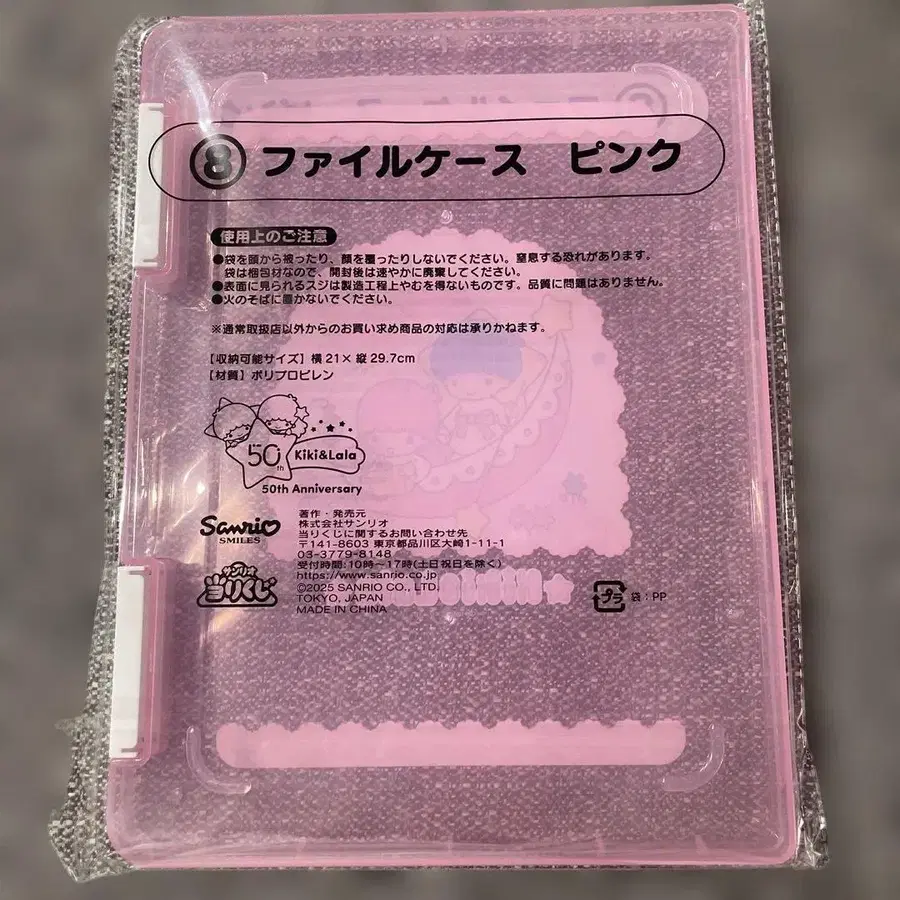 ⑧ ファイルケース ピンク
使用上のご注意
●袋を頭から被ったり、顔を覆ったりしないでください。窒息する恐れがあります。
袋は梱包材なので、開封後は速やかに廃棄してください。
●表面に見られるスジは製造工程上やむを得ないものです。品質に問題はありません。
●火のそばに置かないでください。
※通常取扱店以外からのお買い求め商品の対応は承りかねます。
【収納可能サイズ】横21×縦29.7cm
【材質】ポリプロピレン
50th
Kiki&Lala
50th Anniversary
Sanrio
SMILES
サンリオ
当りくじ
著作・発売元
株式会社サンリオ
当りくじに関するお問い合わせ先
〒141-8603 東京都品川区大崎1-11-1
03-3779-8148
受付時間:10時〜17時(土日祝日を除く)
https://www.sanrio.co.jp
©2025 SANRIO CO., LTD.
TOKYO, JAPAN
MADE IN CHINA
プラ
袋:PP